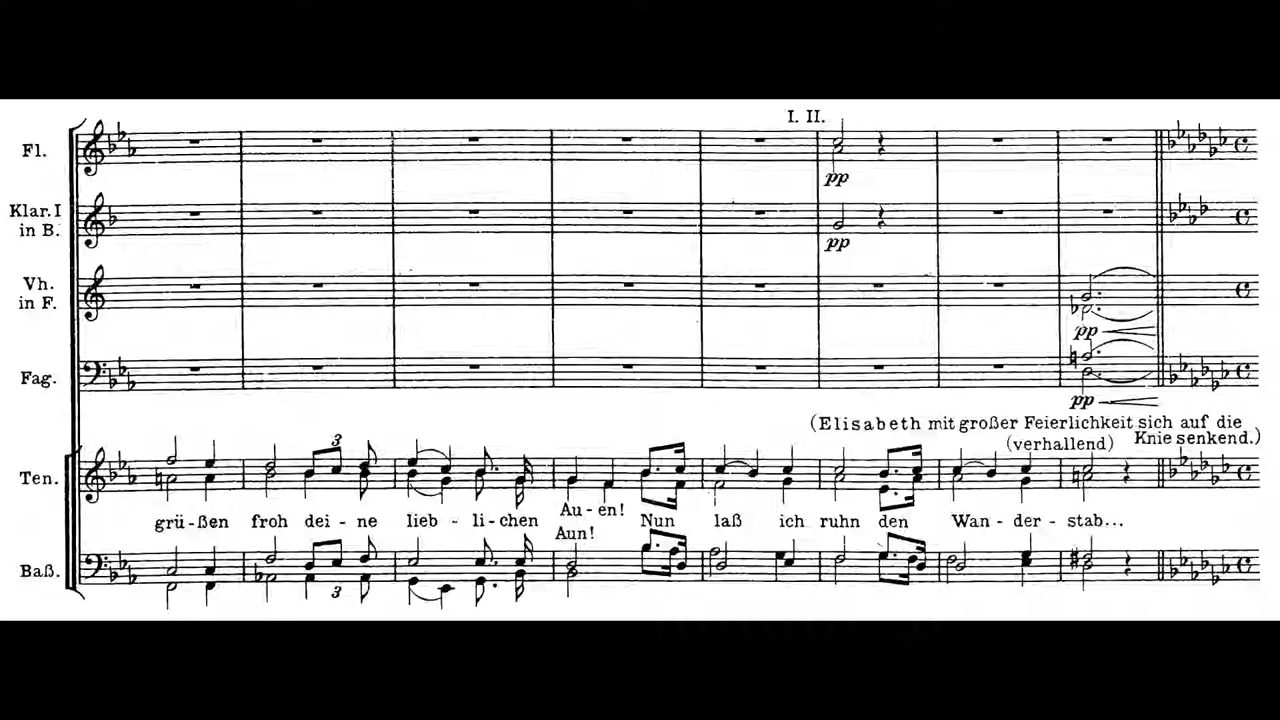 I. II.
Fl.
pp
Klar. I
in B.
pp
Vh.
in F.
pp
Fag.
pp
(Elisabeth mit großer Feierlichkeit sich auf die
(verhallend) Knie senkend.)
3
Ten.
grü-ßen froh dei-ne lieb-li-chen Au-en! Nun laß ich ruhn den Wan-der-stab...
Aun!
Baß.
3